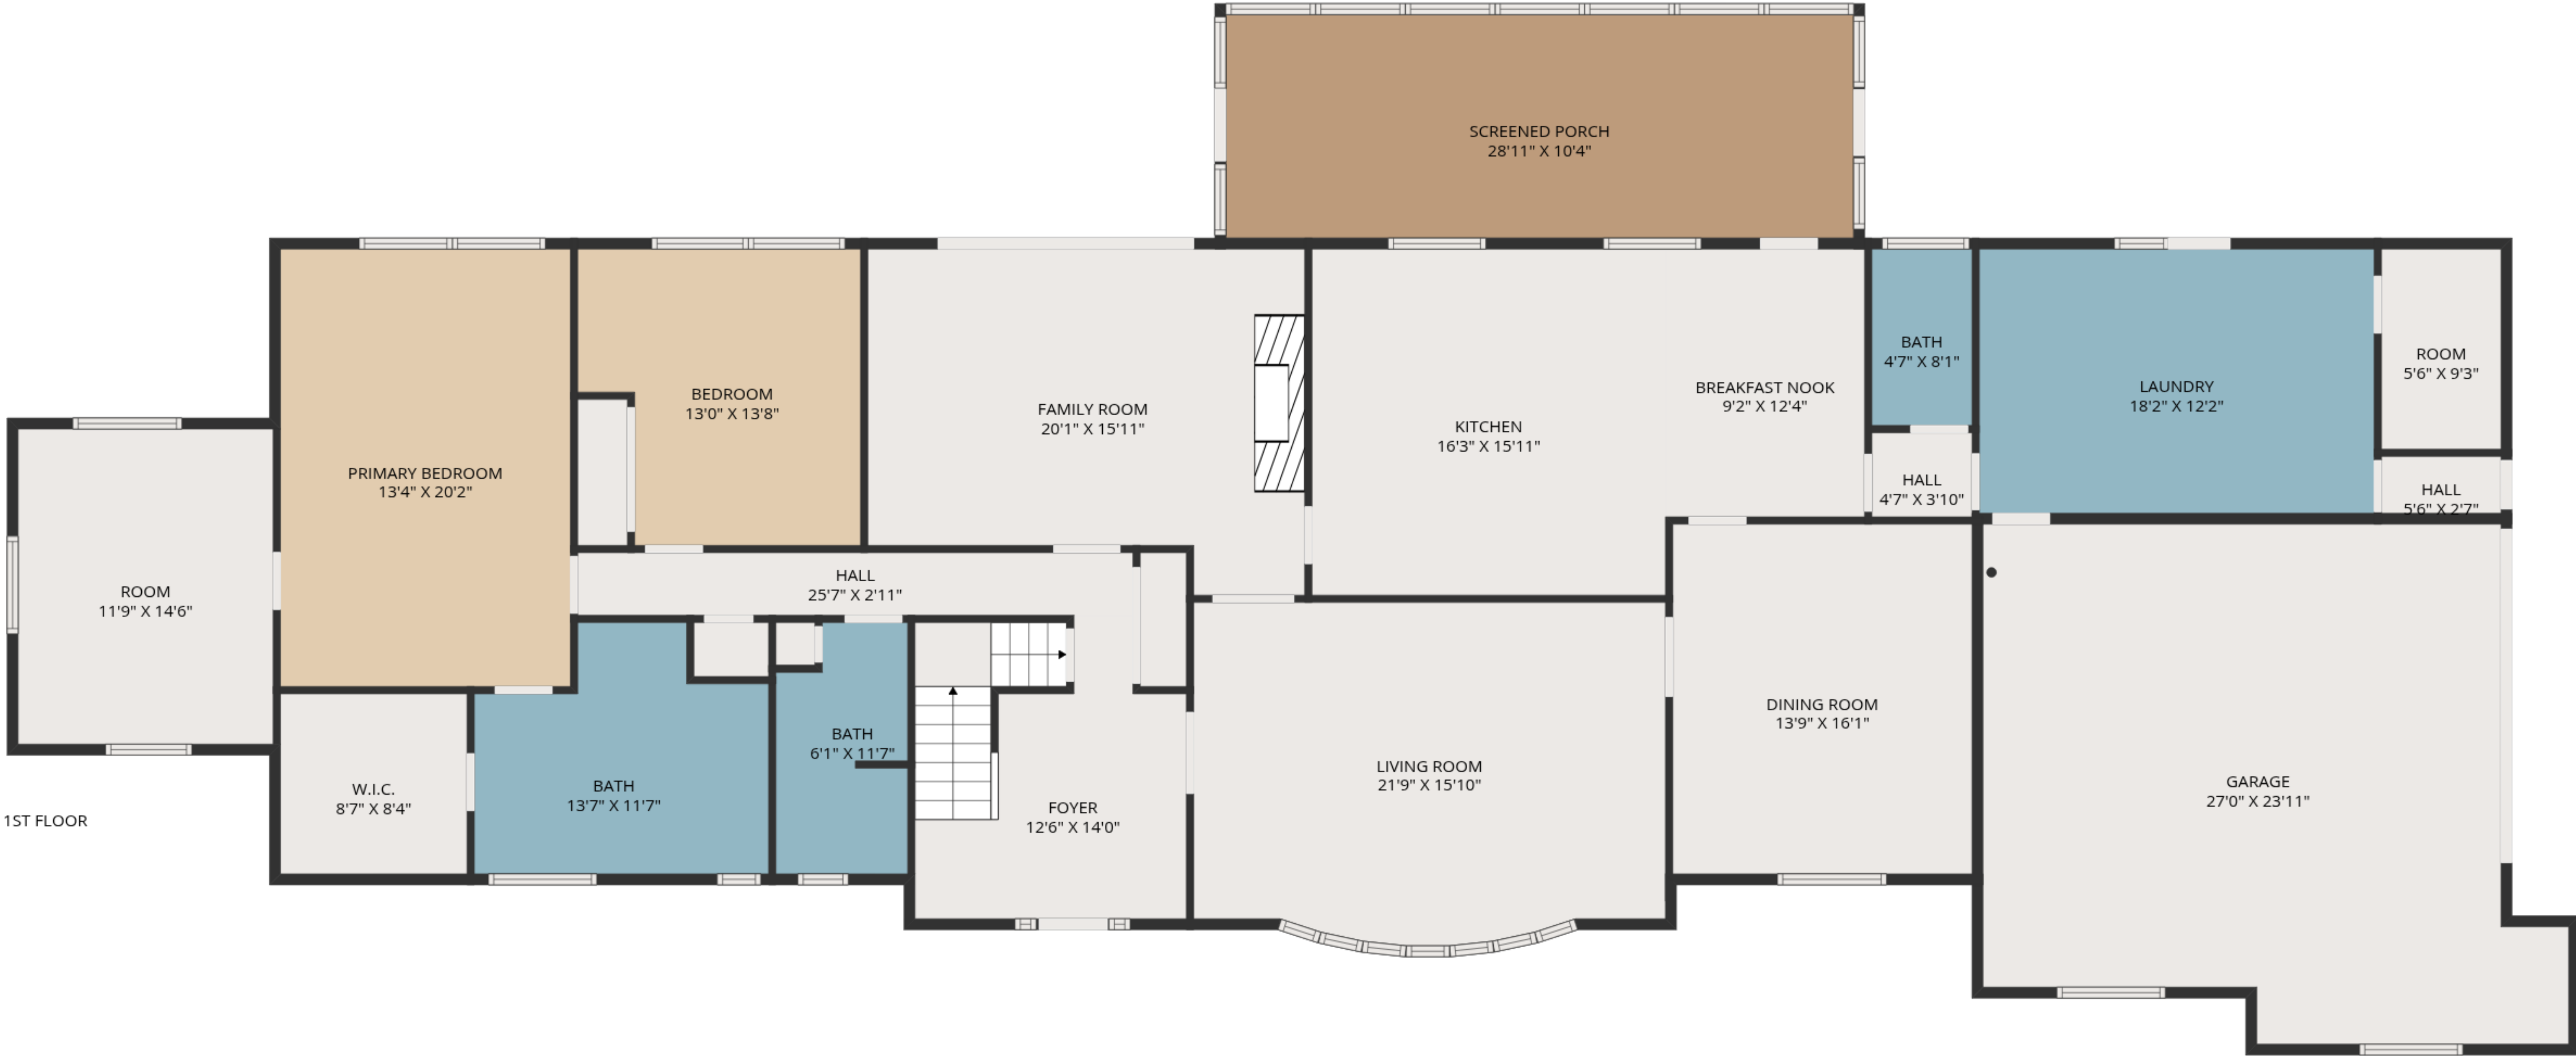 SCREENED PORCH
28'11" X 10'4"
BATH
4'7" X 8'1"
ROOM
5'6" X 9'3"
LAUNDRY
18'2" X 12'2"
BREAKFAST NOOK
9'2" X 12'4"
BEDROOM
13'0" X 13'8"
FAMILY ROOM
20'1" X 15'11"
KITCHEN
16'3" X 15'11"
PRIMARY BEDROOM
13'4" X 20'2"
HALL
4'7" X 3'10"
HALL
5'6" X 2'7"
HALL
25'7" X 2'11"
ROOM
11'9" X 14'6"
DINING ROOM
13'9" X 16'1"
BATH
6'1" X 11'7"
LIVING ROOM
21'9" X 15'10"
GARAGE
27'0" X 23'11"
BATH
13'7" X 11'7"
W.I.C.
8'7" X 8'4"
FOYER
12'6" X 14'0"
1ST FLOOR